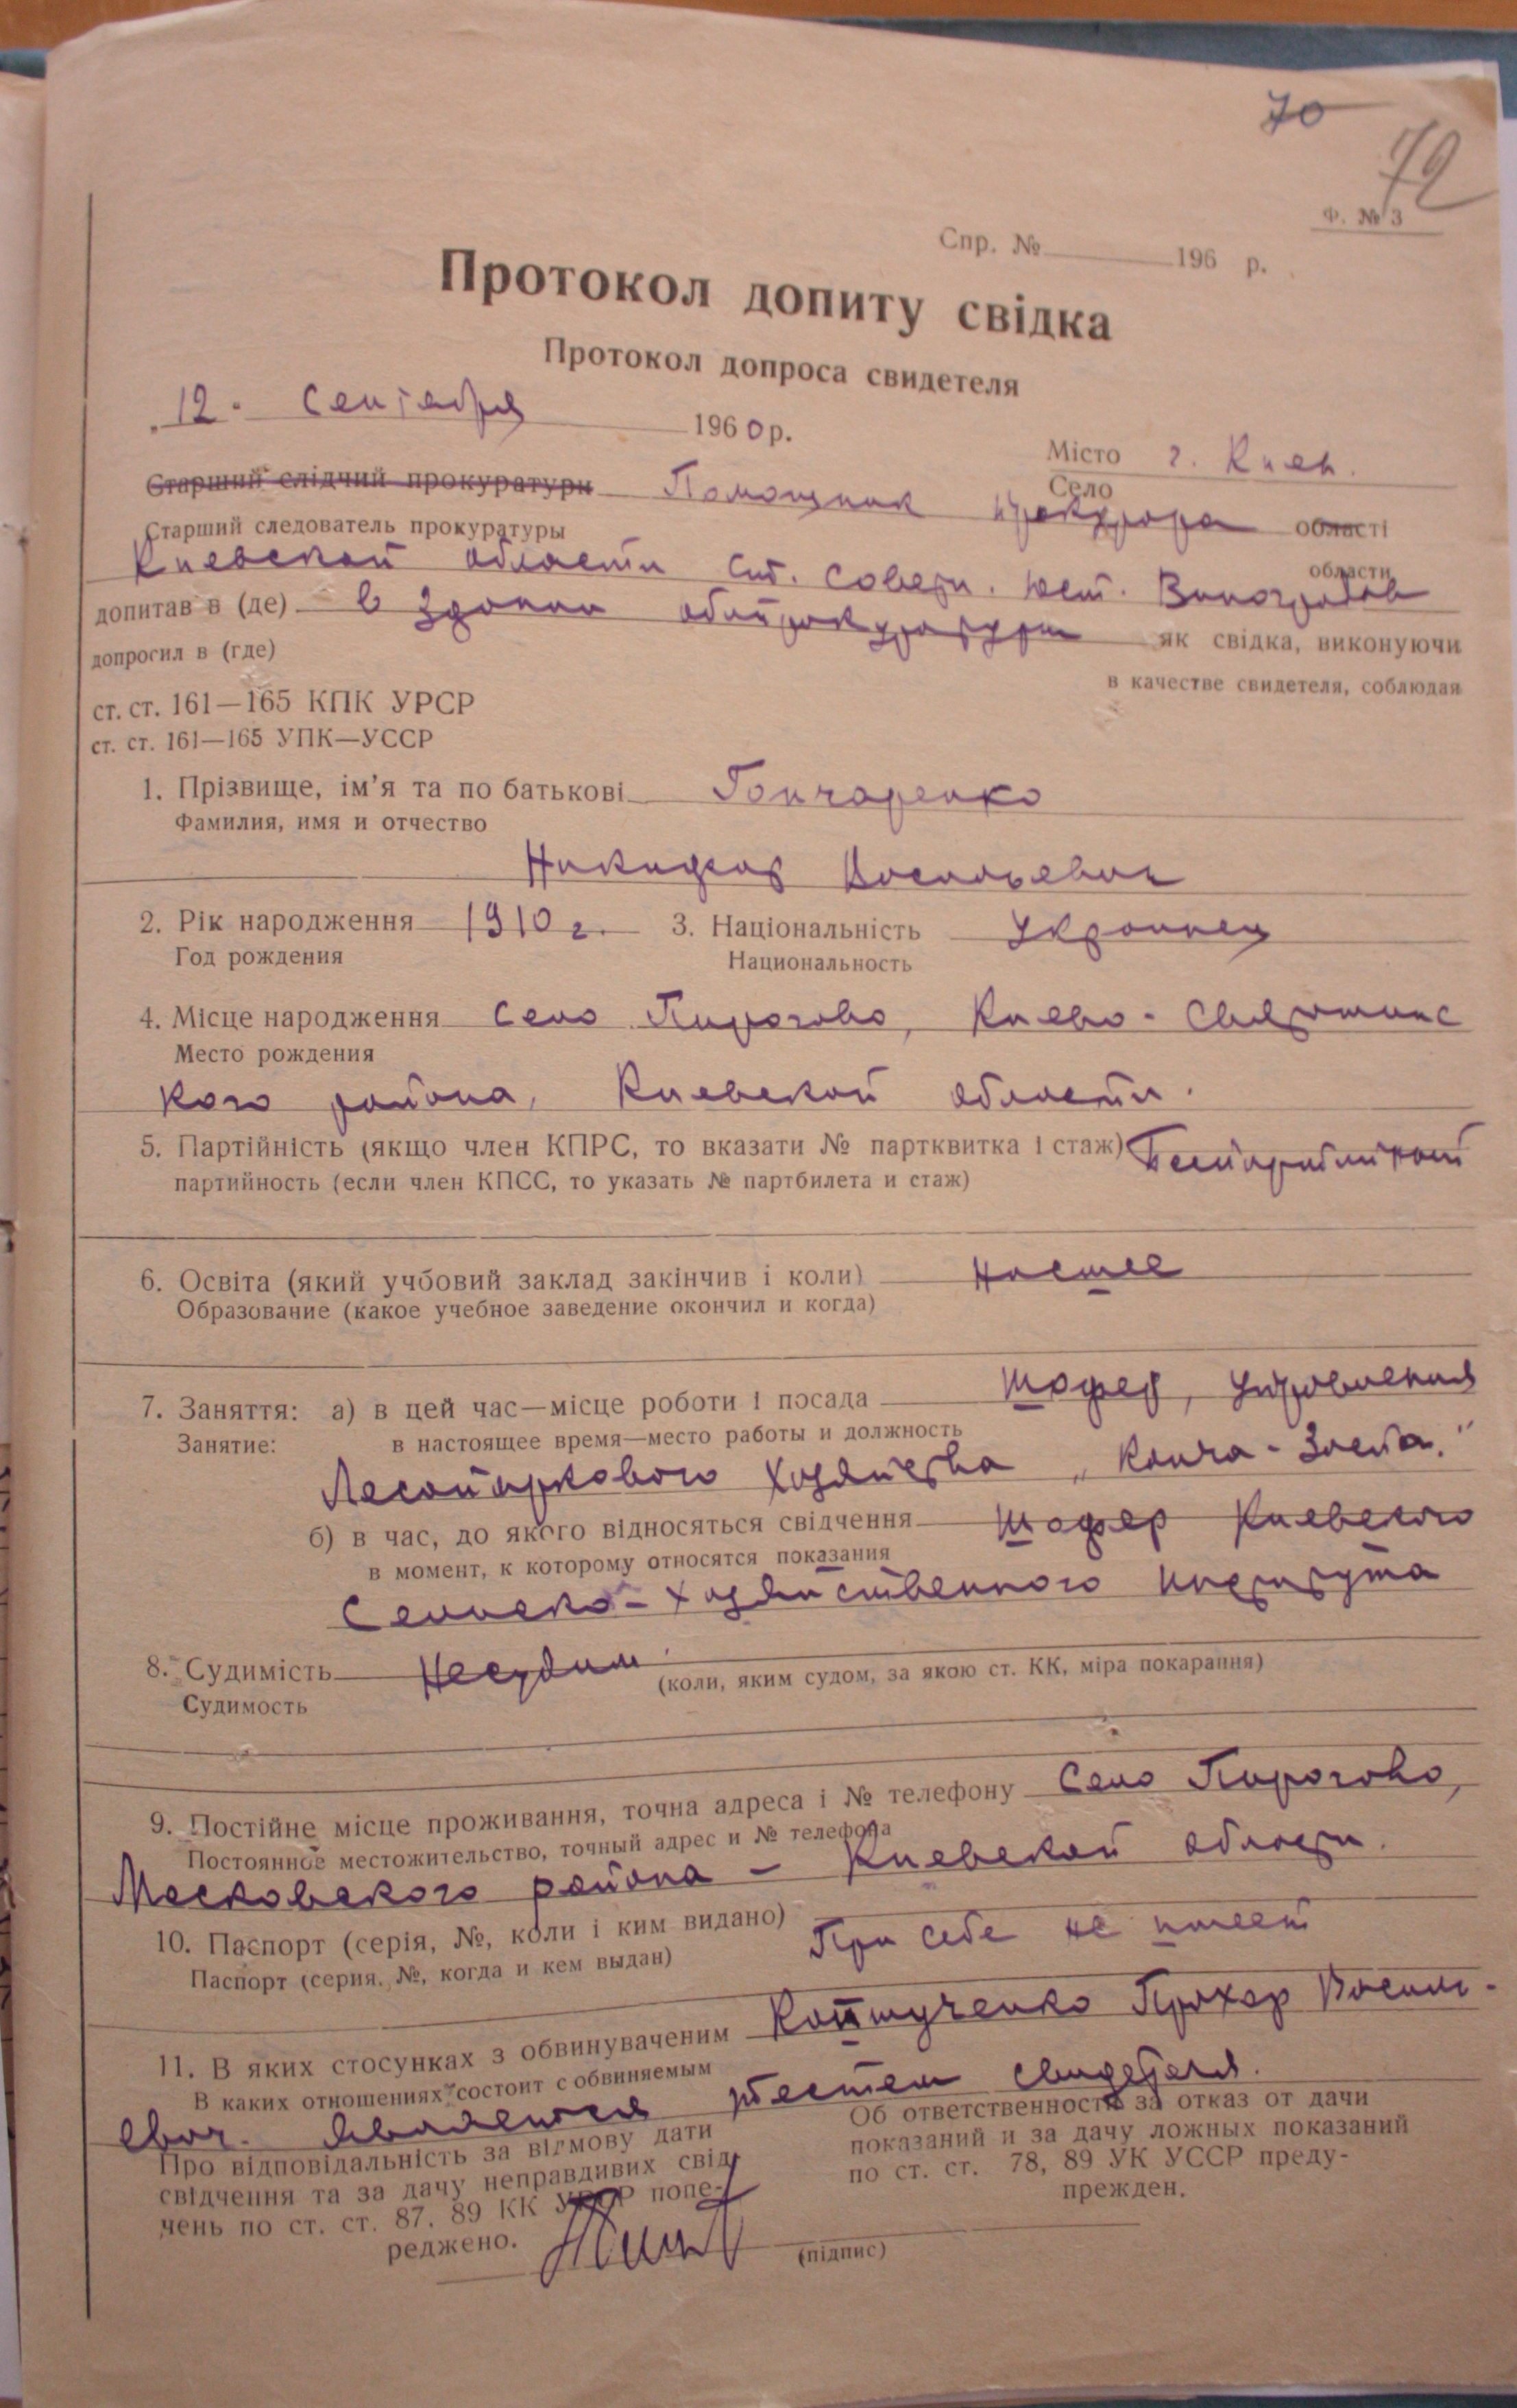 70
72
Ф. № 3
Спр. № 196 р.
Протокол допиту свідка
Протокол допроса свидетеля
12. Сентября 1960 р.
Місто г. Киев.
Село
Старший слідчий прокуратури Помощник прокурора області
Старший следователь прокуратуры области
Киевской области Виноградов
допитав в (де) в здании облпрокуратуры як свідка, виконуючи
допросил в (где) в качестве свидетеля, соблюдая
ст. ст. 161—165 КПК УРСР
ст. ст. 161—165 УПК—УССР
1. Прізвище, ім’я та по батькові Гончаренко
Фамилия, имя и отчество
Никифор Васильевич
2. Рік народження 1910 г. 3. Національність Украинец
Год рождения Национальность
4. Місце народження село Пирогово, Киево-Святошинс
Место рождения
кого района, Киевской области.
5. Партійність (якщо член КПРС, то вказати № партквитка і стаж) Беспартийный
партийность (если член КПСС, то указать № партбилета и стаж)
6. Освіта (який учбовий заклад закінчив і коли) Низшее
Образование (какое учебное заведение окончил и когда)
7. Заняття: а) в цей час—місце роботи і посада шофер, управления
Занятие: в настоящее время—место работы и должность
Лесопаркового хозяйства „Конча-Заспа."
б) в час, до якого відносяться свідчення шофер Киевского
в момент, к которому относятся показания
Сельско-хозяйственного института
8. Судимість Несудим.
(коли, яким судом, за якою ст. КК, міра покарання)
Судимость
9. Постійне місце проживання, точна адреса і № телефону Село Пирогово,
Постоянное местожительство, точный адрес и № телефона
Московского района - Киевской области.
10. Паспорт (серія, №, коли і ким видано) При себе не имеет
Паспорт (серия, №, когда и кем выдан)
11. В яких стосунках з обвинуваченим Прохор Василь-
В каких отношениях состоит с обвиняемым
евич. Является тестем свидетеля.
Про відповідальність за відмову дати
свідчення та за дачу неправдивих свід
чень по ст. ст. 87. 89 КК УРСР попе-
реджено.
Об ответственности за отказ от дачи
показаний и за дачу ложных показаний
по ст. ст. 78, 89 УК УССР преду-
прежден.
(підпис)